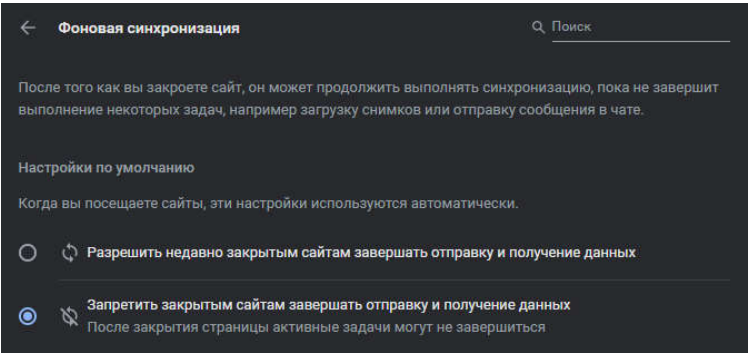 Фоновая синхронизация
Поиск
После того как вы закроете сайт, он может продолжить выполнять синхронизацию, пока не завершит
выполнение некоторых задач, например загрузку снимков или отправку сообщения в чате.
Настройки по умолчанию
Когда вы посещаете сайты, эти настройки используются автоматически.
Разрешить недавно закрытым сайтам завершать отправку и получение данных
Запретить закрытым сайтам завершать отправку и получение данных
После закрытия страницы активные задачи могут не завершиться